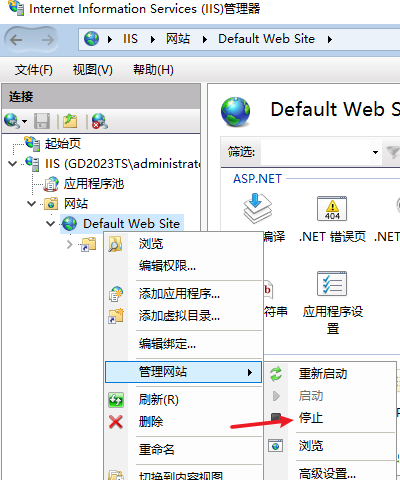 Internet Information Services (IIS)管理器
IIS
网站
Default Web Site
文件(F)
视图(V)
帮助(H)
连接
起始页
IIS (GD2023TS\administrato
应用程序池
网站
Default Web Site
Default Web S
筛选:
ASP.NET
编译
.NET 错误页
.NET
字符串
应用程序设置
浏览
编辑权限...
添加应用程序...
添加虚拟目录...
编辑绑定...
管理网站
刷新(R)
删除
重命名
切换到内容视图
重新启动
启动
停止
浏览
高级设置...